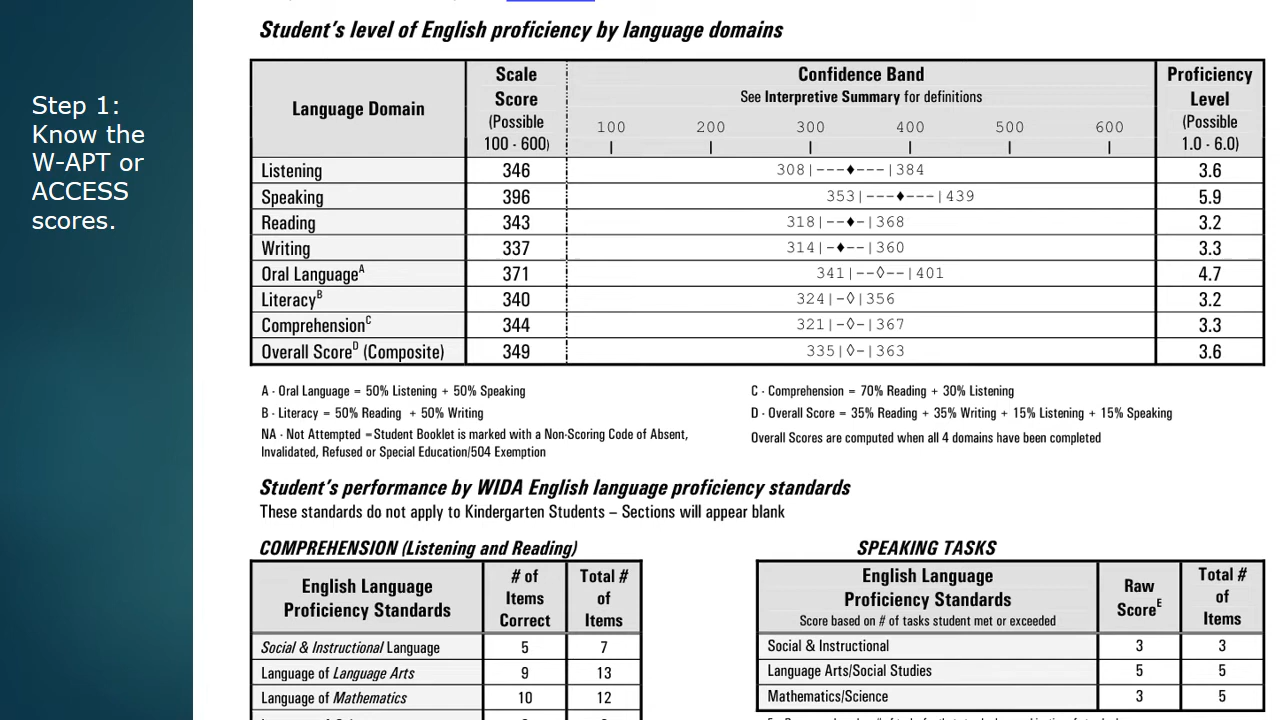 Step 1:
Know the
W-APT or
ACCESS
scores.
Student's level of English proficiency by language domains
Language Domain
Scale
Score
(Possible
100 - 600)
Confidence Band
See Interpretive Summary for definitions
100 200 300 400 500 600
Proficiency
Level
(Possible
1.0 - 6.0)
Listening 346 308|---♦---|384 3.6
Speaking 396 353|---♦---|439 5.9
Reading 343 318|--♦-|368 3.2
Writing 337 314|-♦--|360 3.3
Oral LanguageA 371 341|--◊--|401 4.7
LiteracyB 340 324|-◊|356 3.2
ComprehensionC 344 321|-◊-|367 3.3
Overall ScoreD (Composite) 349 335|◊-|363 3.6
A - Oral Language = 50% Listening + 50% Speaking
B - Literacy = 50% Reading + 50% Writing
NA - Not Attempted =Student Booklet is marked with a Non-Scoring Code of Absent,
Invalidated, Refused or Special Education/504 Exemption
C - Comprehension = 70% Reading + 30% Listening
D - Overall Score = 35% Reading + 35% Writing + 15% Listening + 15% Speaking
Overall Scores are computed when all 4 domains have been completed
Student's performance by WIDA English language proficiency standards
These standards do not apply to Kindergarten Students – Sections will appear blank
COMPREHENSION (Listening and Reading)
English Language
Proficiency Standards
# of
Items
Correct
Total #
of
Items
Social & Instructional Language 5 7
Language of Language Arts 9 13
Language of Mathematics 10 12
SPEAKING TASKS
English Language
Proficiency Standards
Score based on # of tasks student met or exceeded
Raw
ScoreE
Total #
of
Items
Social & Instructional 3 3
Language Arts/Social Studies 5 5
Mathematics/Science 3 5